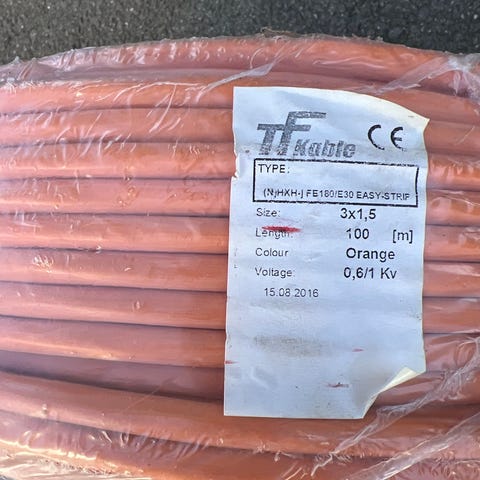 TF Kable CE
TYPE:
(N)HXH-J FE180/E30 EASY-STRIP
Size: 3x1,5
Length: 100 [m]
Colour Orange
Voltage: 0,6/1 Kv
15.08.2016